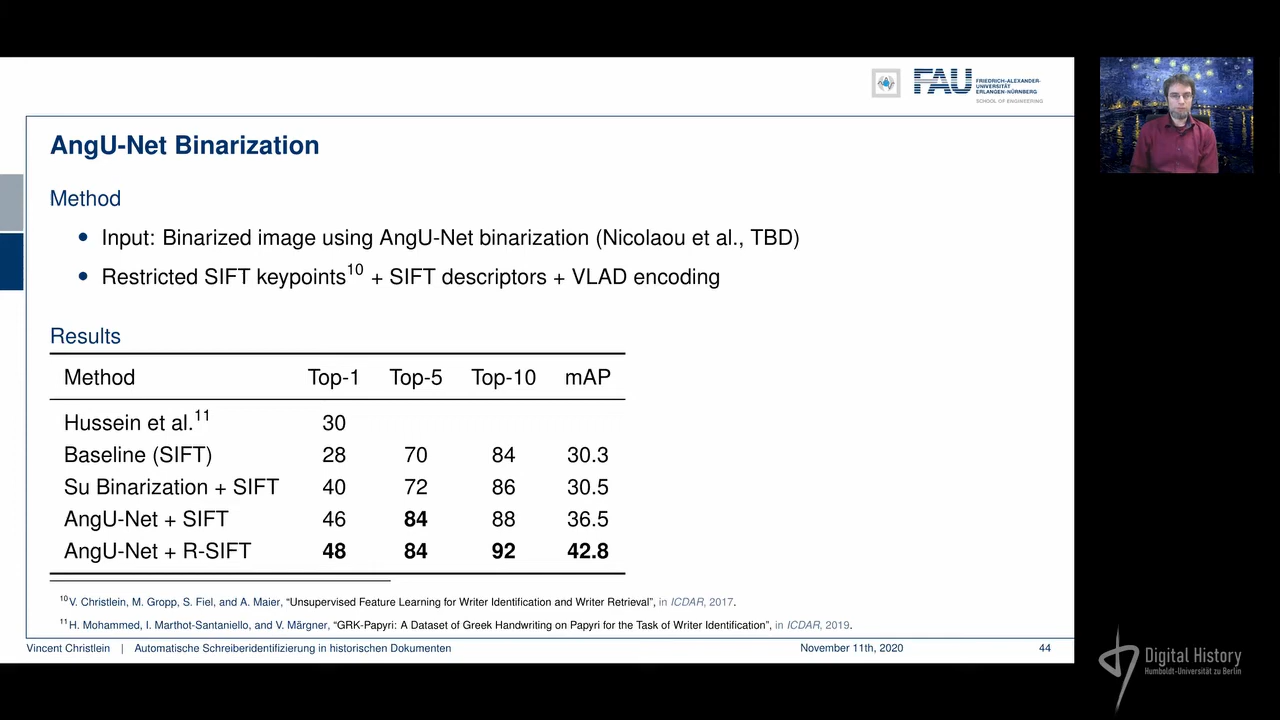 FAU
FRIEDRICH-ALEXANDER-
UNIVERSITÄT
ERLANGEN-NÜRNBERG
SCHOOL OF ENGINEERING
AngU-Net Binarization
Method
• Input: Binarized image using AngU-Net binarization (Nicolaou et al., TBD)
• Restricted SIFT keypoints10 + SIFT descriptors + VLAD encoding
Results
Method Top-1 Top-5 Top-10 mAP
Hussein et al.11 30
Baseline (SIFT) 28 70 84 30.3
Su Binarization + SIFT 40 72 86 30.5
AngU-Net + SIFT 46 84 88 36.5
AngU-Net + R-SIFT 48 84 92 42.8
10V. Christlein, M. Gropp, S. Fiel, and A. Maier, “Unsupervised Feature Learning for Writer Identification and Writer Retrieval”, in ICDAR, 2017.
11H. Mohammed, I. Marthot-Santaniello, and V. Märgner, “GRK-Papyri: A Dataset of Greek Handwriting on Papyri for the Task of Writer Identification”, in ICDAR, 2019.
Vincent Christlein | Automatische Schreiberidentifizierung in historischen Dokumenten November 11th, 2020 44
Digital History
Humboldt-Universität zu Berlin